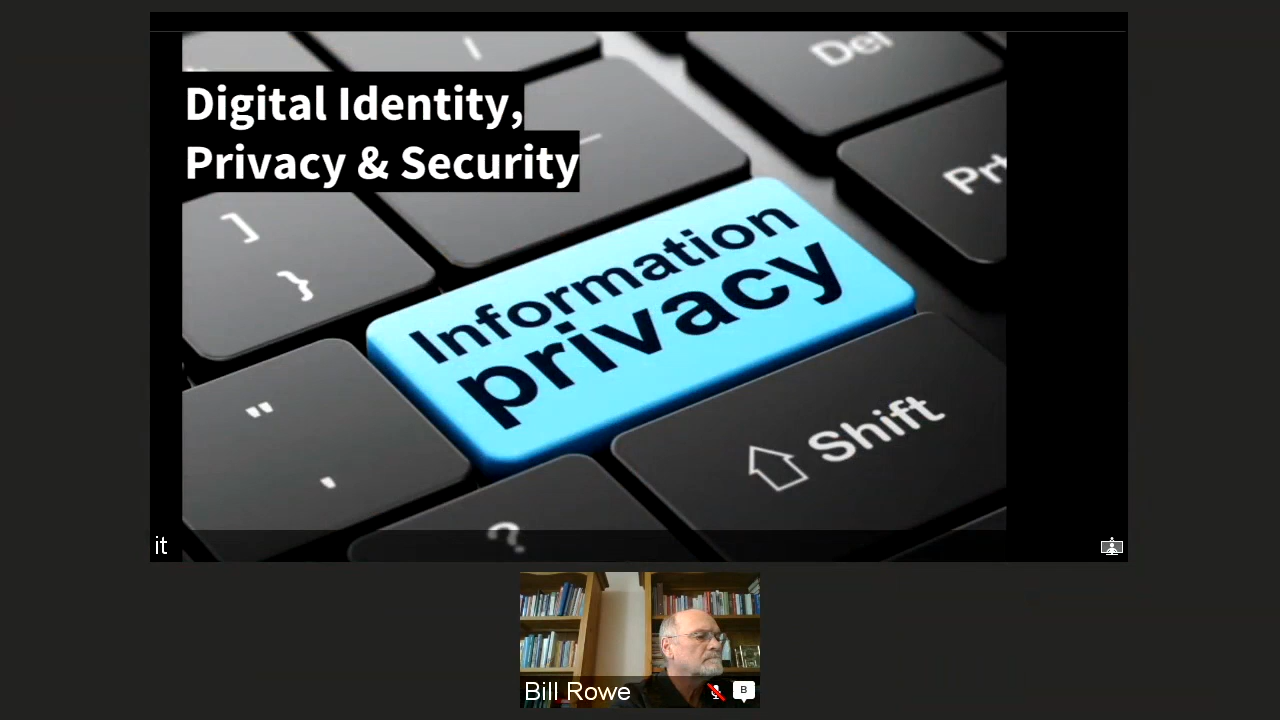 Digital Identity,
Privacy & Security
Del
]
}
Information
privacy
"
'
Shift
?
it
Bill Rowe
B